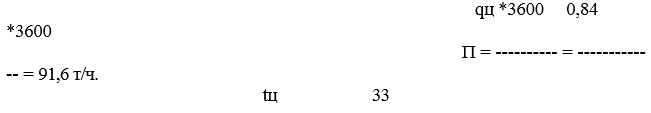 qц *3600 0,84
*3600
П = ---------- = -----------
-- = 91,6 т/ч.
tц 33